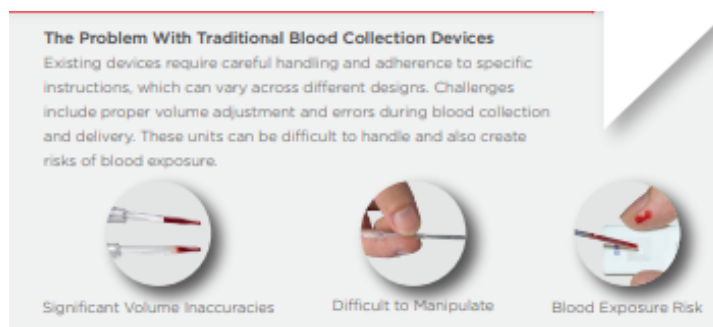 The Problem With Traditional Blood Collection Devices
Existing devices require careful handling and adherence to specific
instructions, which can vary across different designs. Challenges
include proper volume adjustment and errors during blood collection
and delivery. These units can be difficult to handle and also create
risks of blood exposure.
Significant Volume Inaccuracies
Difficult to Manipulate
Blood Exposure Risk